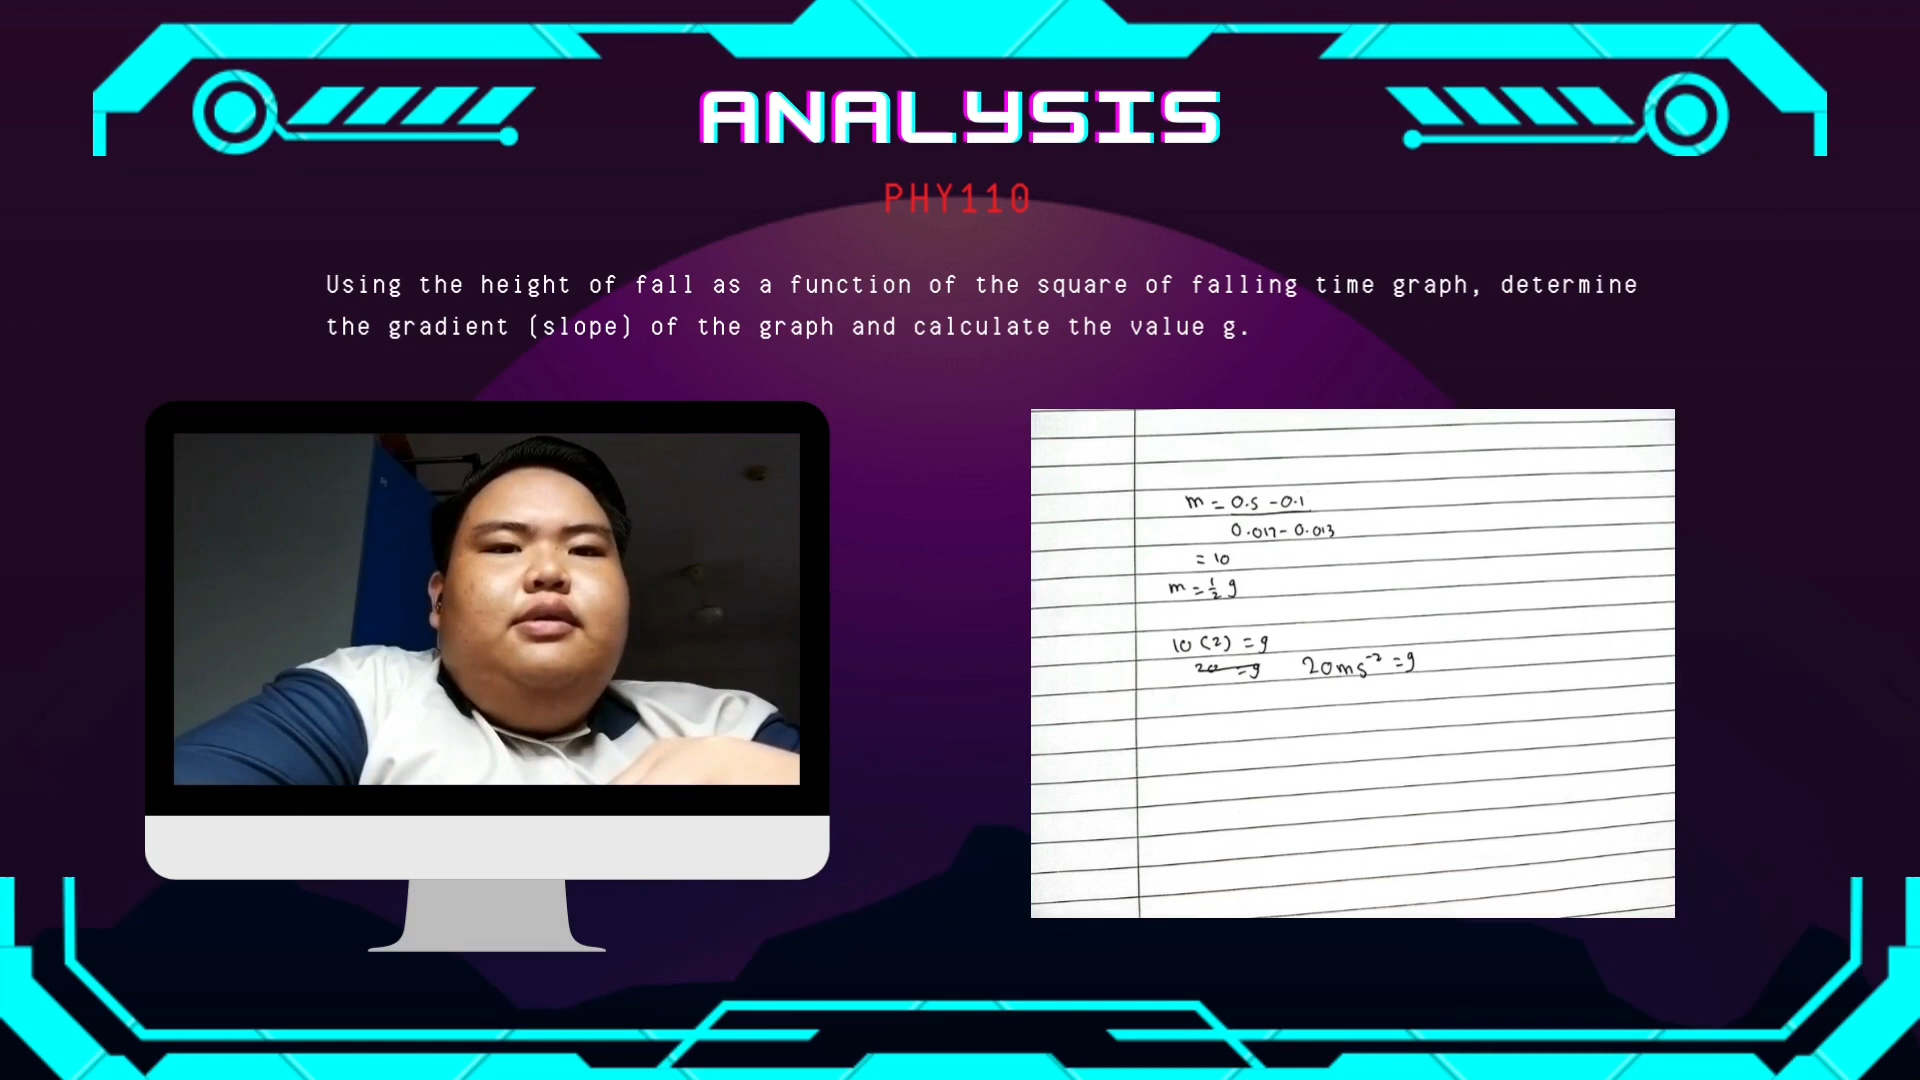 ANALYSIS
PHY110
Using the height of fall as a function of the square of falling time graph, determine
the gradient (slope) of the graph and calculate the value g.
m = 0.5 - 0.1
0.017 - 0.013
= 10
m = 1/2 g
10 (2) = g
20 = g 20ms⁻² = g